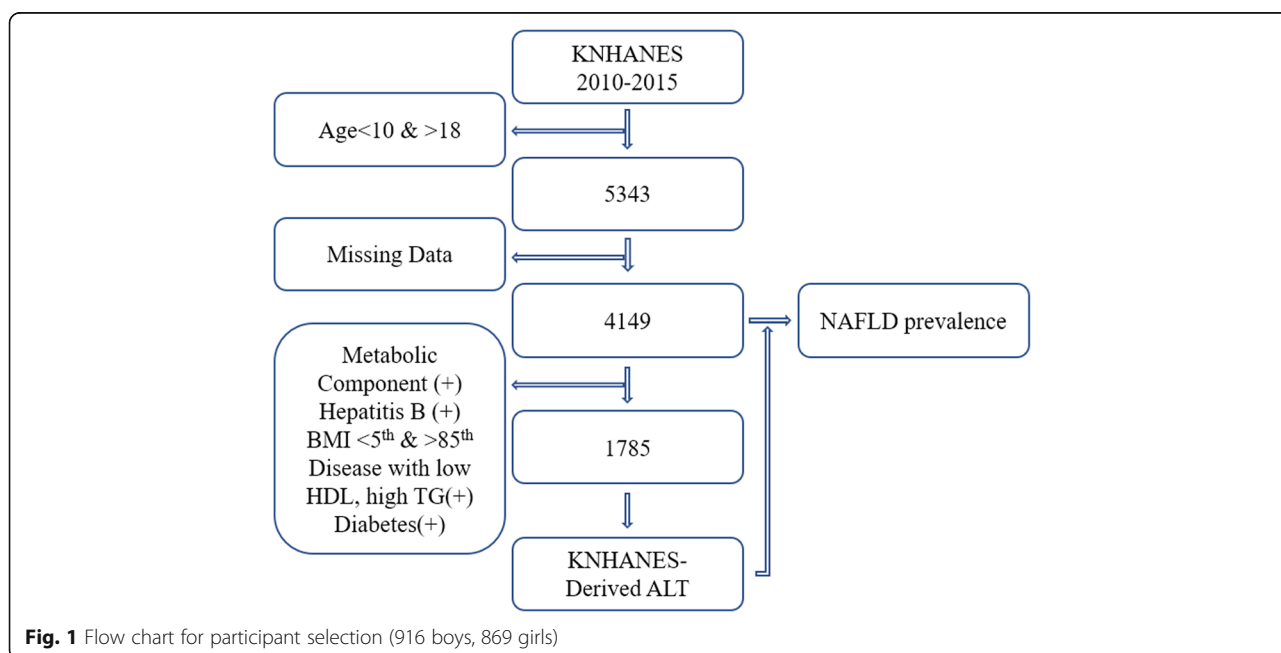 KNHANES
2010-2015
Age<10 & >18
5343
Missing Data
4149
NAFLD prevalence
Metabolic
Component (+)
Hepatitis B (+)
BMI <5th & >85th
Disease with low
HDL, high TG(+)
Diabetes(+)
1785
KNHANES-
Derived ALT
Fig. 1 Flow chart for participant selection (916 boys, 869 girls)